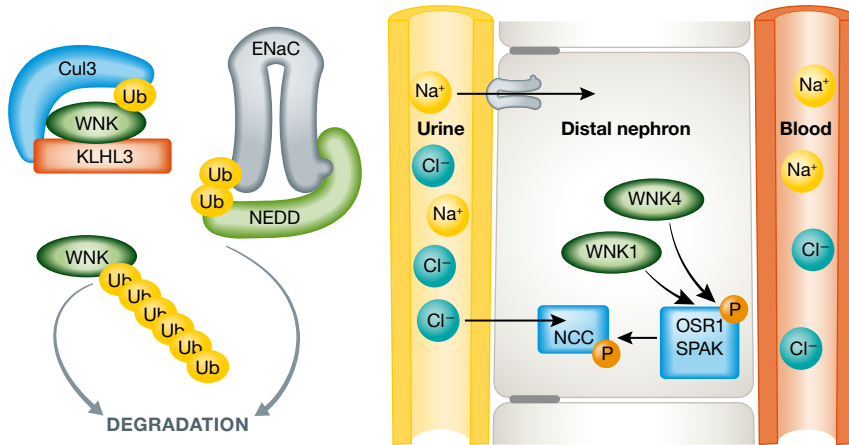 Cul3
Ub
WNK
KLHL3
ENaC
Ub
Ub
NEDD
WNK
Ub
Ub
Ub
Ub
Ub
Ub
DEGRADATION
Na⁺
Urine
Distal nephron
Blood
Na⁺
Cl⁻
Na⁺
Na⁺
Cl⁻
Cl⁻
WNK4
WNK1
Cl⁻
NCC
P
OSR1
SPAK
P
Cl⁻